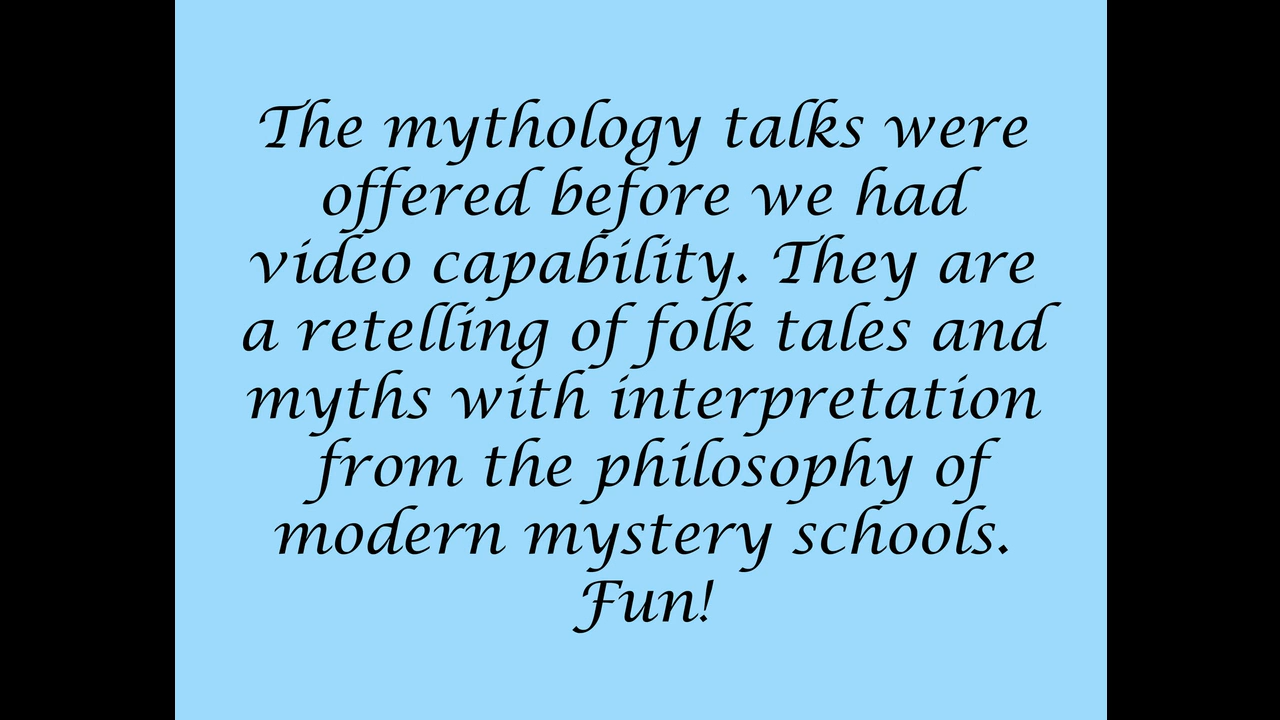 The mythology talks were
offered before we had
video capability. They are
a retelling of folk tales and
myths with interpretation
from the philosophy of
modern mystery schools.
Fun!